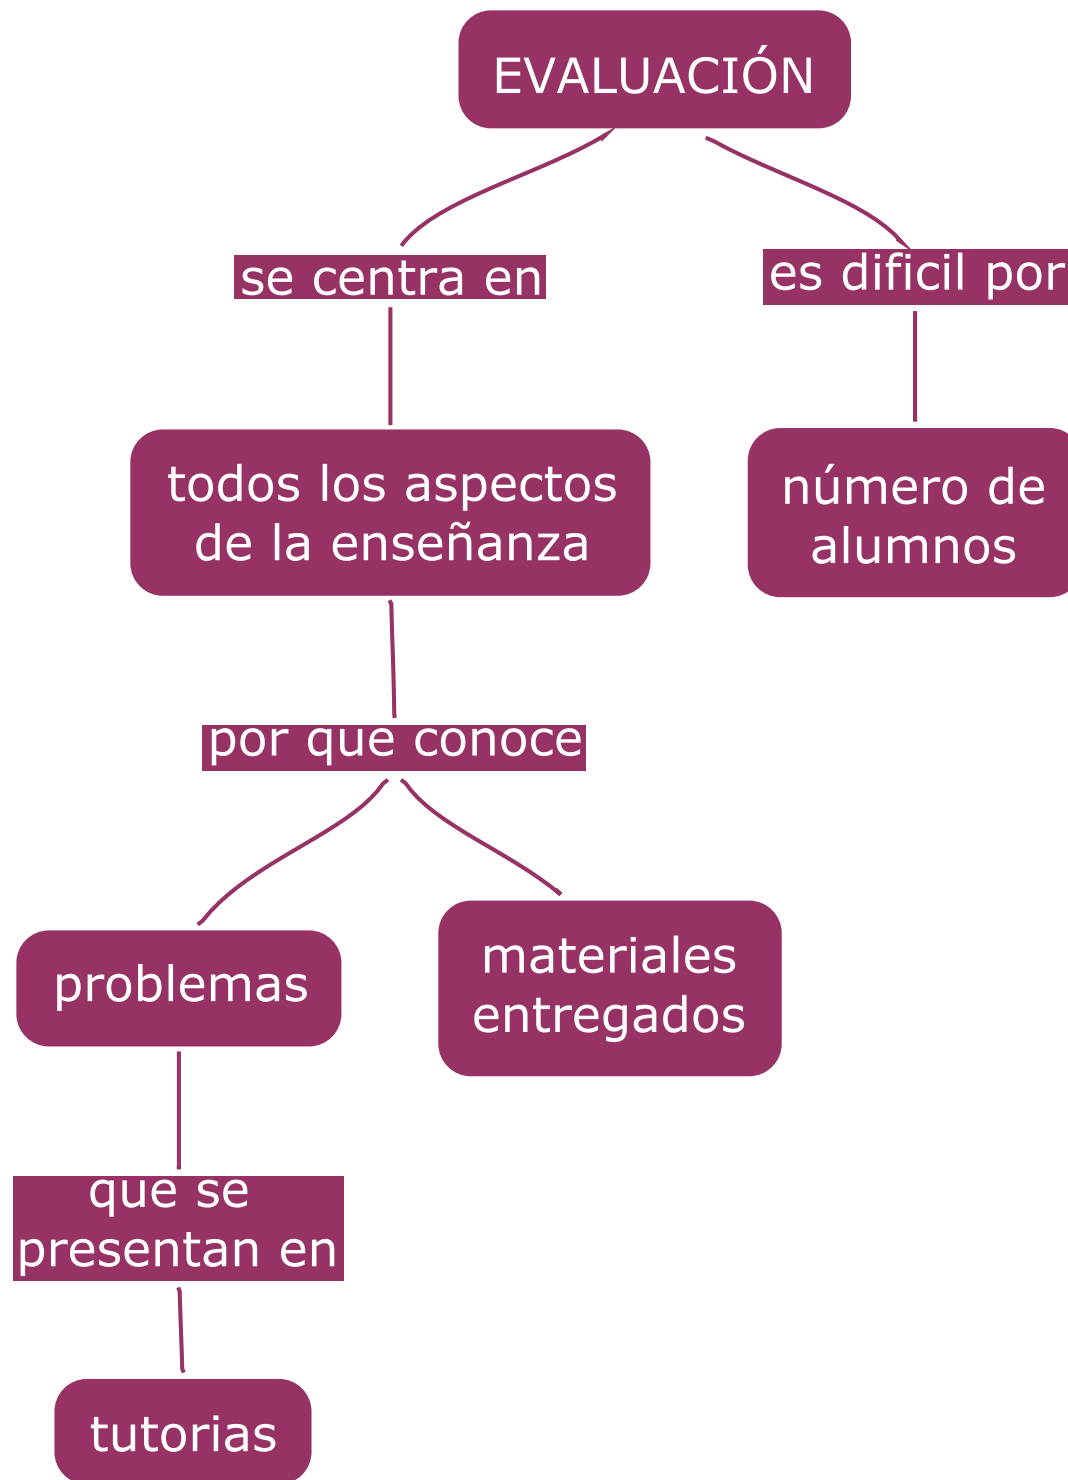 EVALUACIÓN
se centra en
es dificil por
todos los aspectos
de la enseñanza
número de
alumnos
por que conoce
problemas
materiales
entregados
que se
presentan en
tutorias